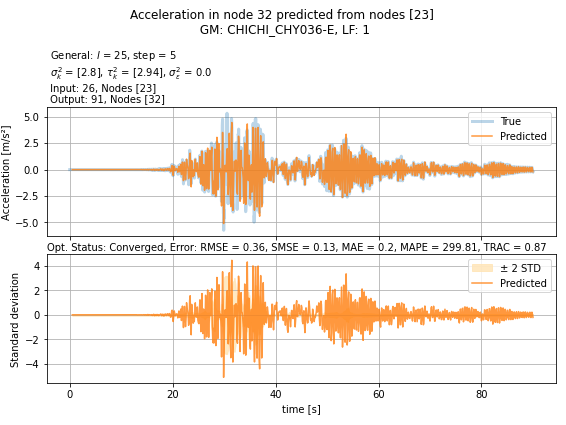 Acceleration in node 32 predicted from nodes [23]
GM: CHICHI_CHY036-E, LF: 1
General: l = 25, step = 5
σ²ₖ = [2.8], τ²ₖ = [2.94], σ²ε = 0.0
Input: 26, Nodes [23]
Output: 91, Nodes [32]
Acceleration [m/s²]
5.0
2.5
0.0
−2.5
−5.0
True
Predicted
Opt. Status: Converged, Error: RMSE = 0.36, SMSE = 0.13, MAE = 0.2, MAPE = 299.81, TRAC = 0.87
Standard deviation
4
2
0
−2
−4
± 2 STD
Predicted
0 20 40 60 80
time [s]